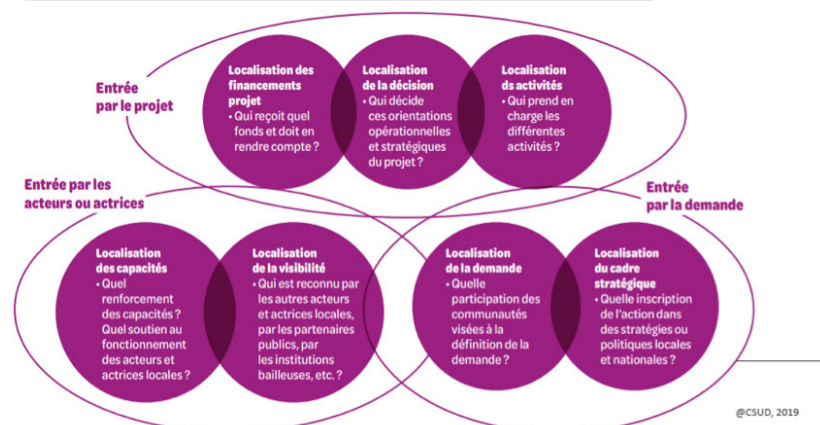 Entrée
par le projet
Localisation des
financements
projet
• Qui reçoit quel
fonds et doit en
rendre compte ?
Localisation
de la décision
• Qui décide
ces orientations
opérationnelles
et stratégiques
du projet ?
Localisation
ds activités
• Qui prend en
charge les
différentes
activités ?
Entrée par les
acteurs ou actrices
Localisation
des capacités
• Quel
renforcement
des capacités ?
Quel soutien au
fonctionnement
des acteurs et
actrices locales ?
Localisation
de la visibilité
• Qui est reconnu par
les autres acteurs
et actrices locales,
par les partenaires
publics, par
les institutions
bailleuses, etc. ?
Entrée
par la demande
Localisation
de la demande
• Quelle
participation des
communautés
visées à la
définition de la
demande ?
Localisation
du cadre
stratégique
• Quelle inscription
de l'action dans
des stratégies ou
politiques locales
et nationales ?
@CSUD, 2019